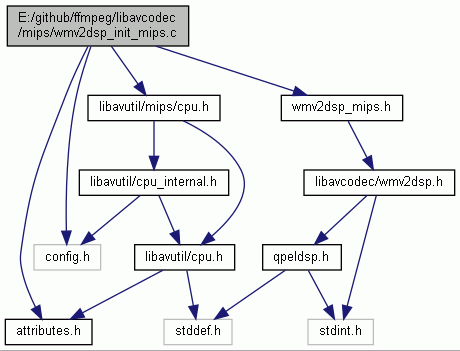 E:/github/ffmpeg/libavcodec
/mips/wmv2dsp_init_mips.c
libavutil/mips/cpu.h
wmv2dsp_mips.h
libavutil/cpu_internal.h
libavcodec/wmv2dsp.h
config.h
libavutil/cpu.h
qpeldsp.h
attributes.h
stddef.h
stdint.h